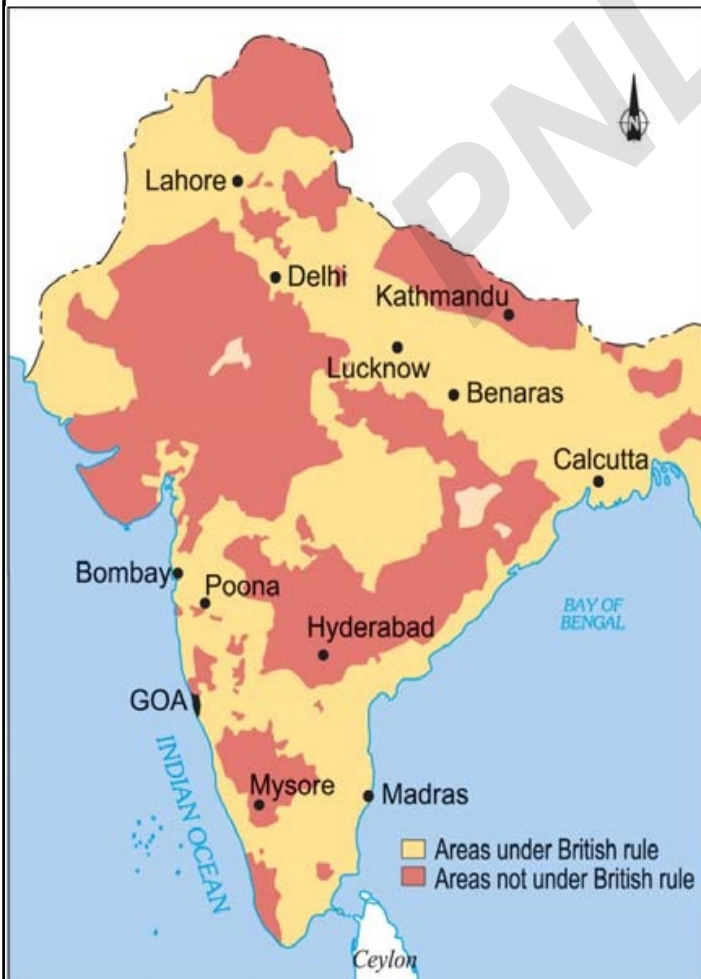 PNL
N
Lahore
Delhi
Kathmandu
Lucknow
Benaras
Calcutta
Bombay
Poona
BAY OF
BENGAL
Hyderabad
GOA
INDIAN OCEAN
Mysore
Madras
Areas under British rule
Areas not under British rule
Ceylon